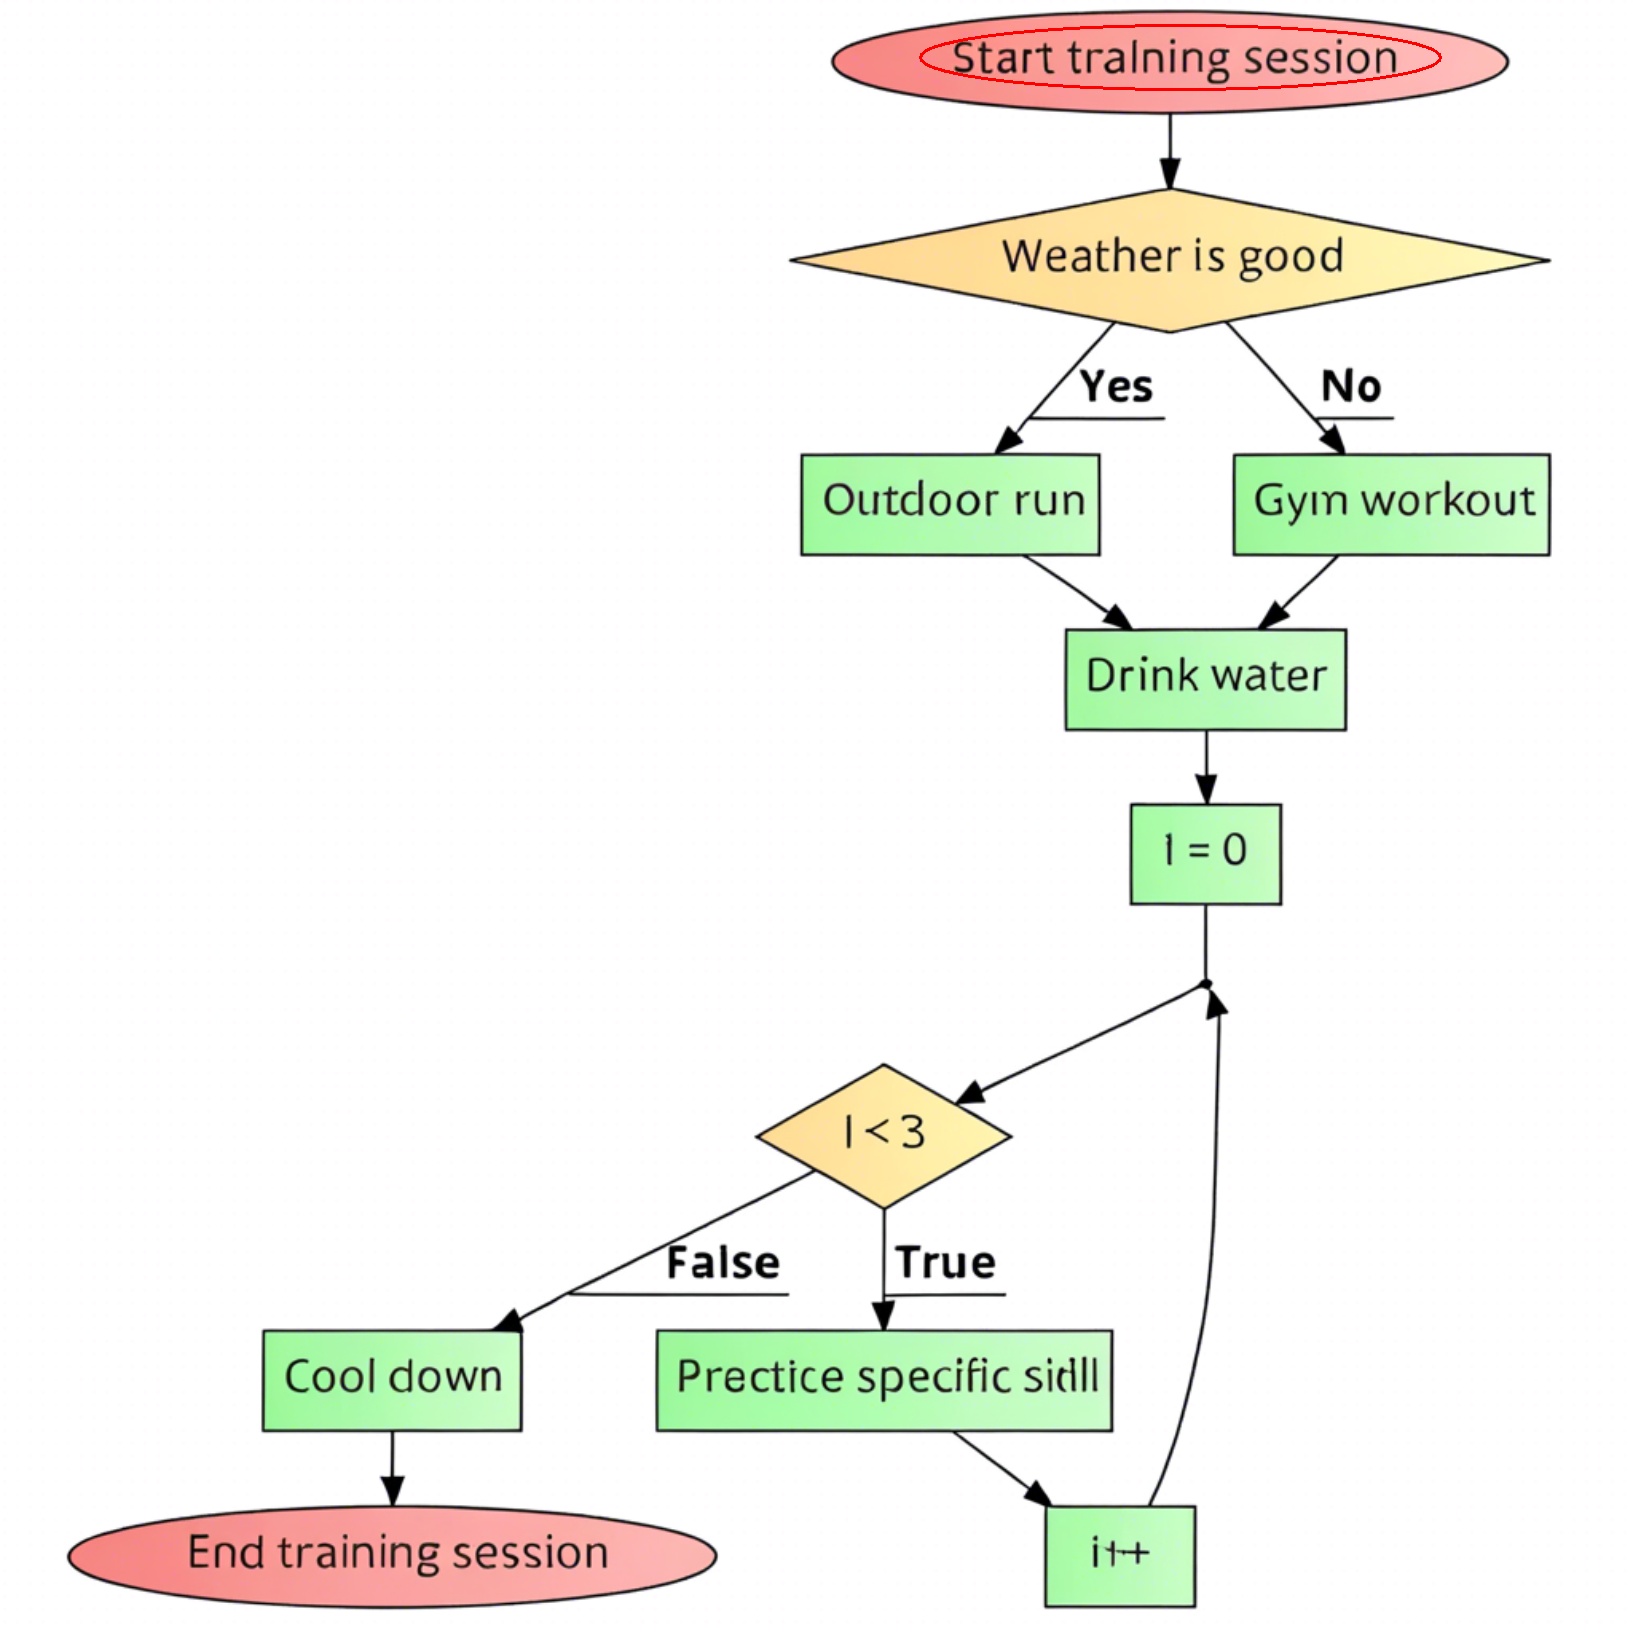 Start tralning session
Weather is good
Yes
No
Outdoor run
Gym workout
Drink water
i = 0
I < 3
False
True
Cool down
Prectice specific sidll
End training session
i++